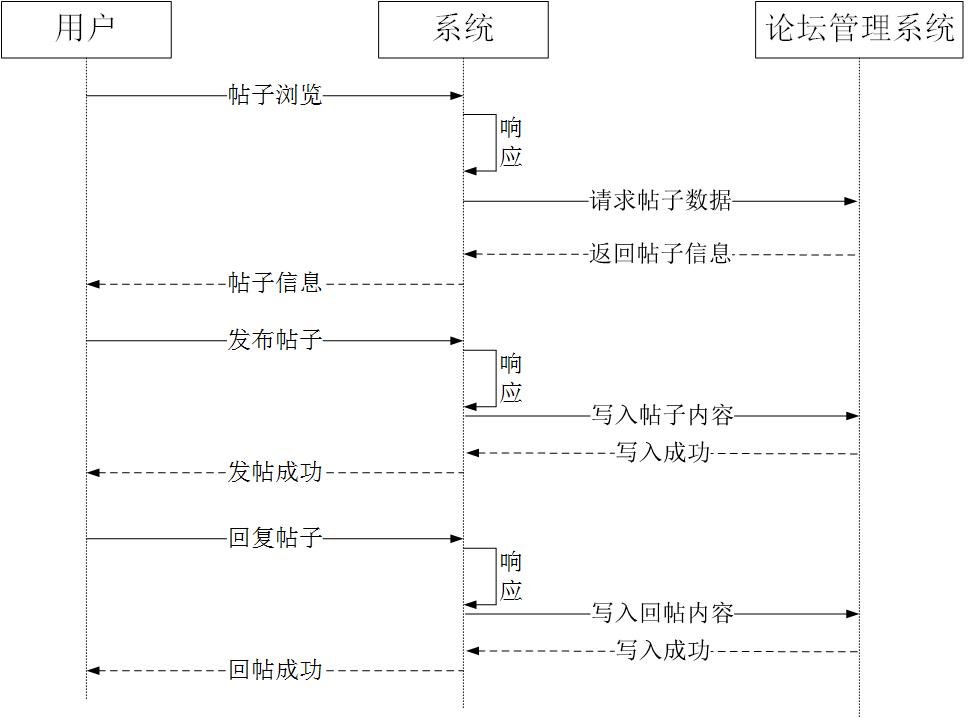 用户
系统
论坛管理系统
帖子浏览
响
应
请求帖子数据
返回帖子信息
帖子信息
发布帖子
响
应
写入帖子内容
写入成功
发帖成功
回复帖子
响
应
写入回帖内容
写入成功
回帖成功